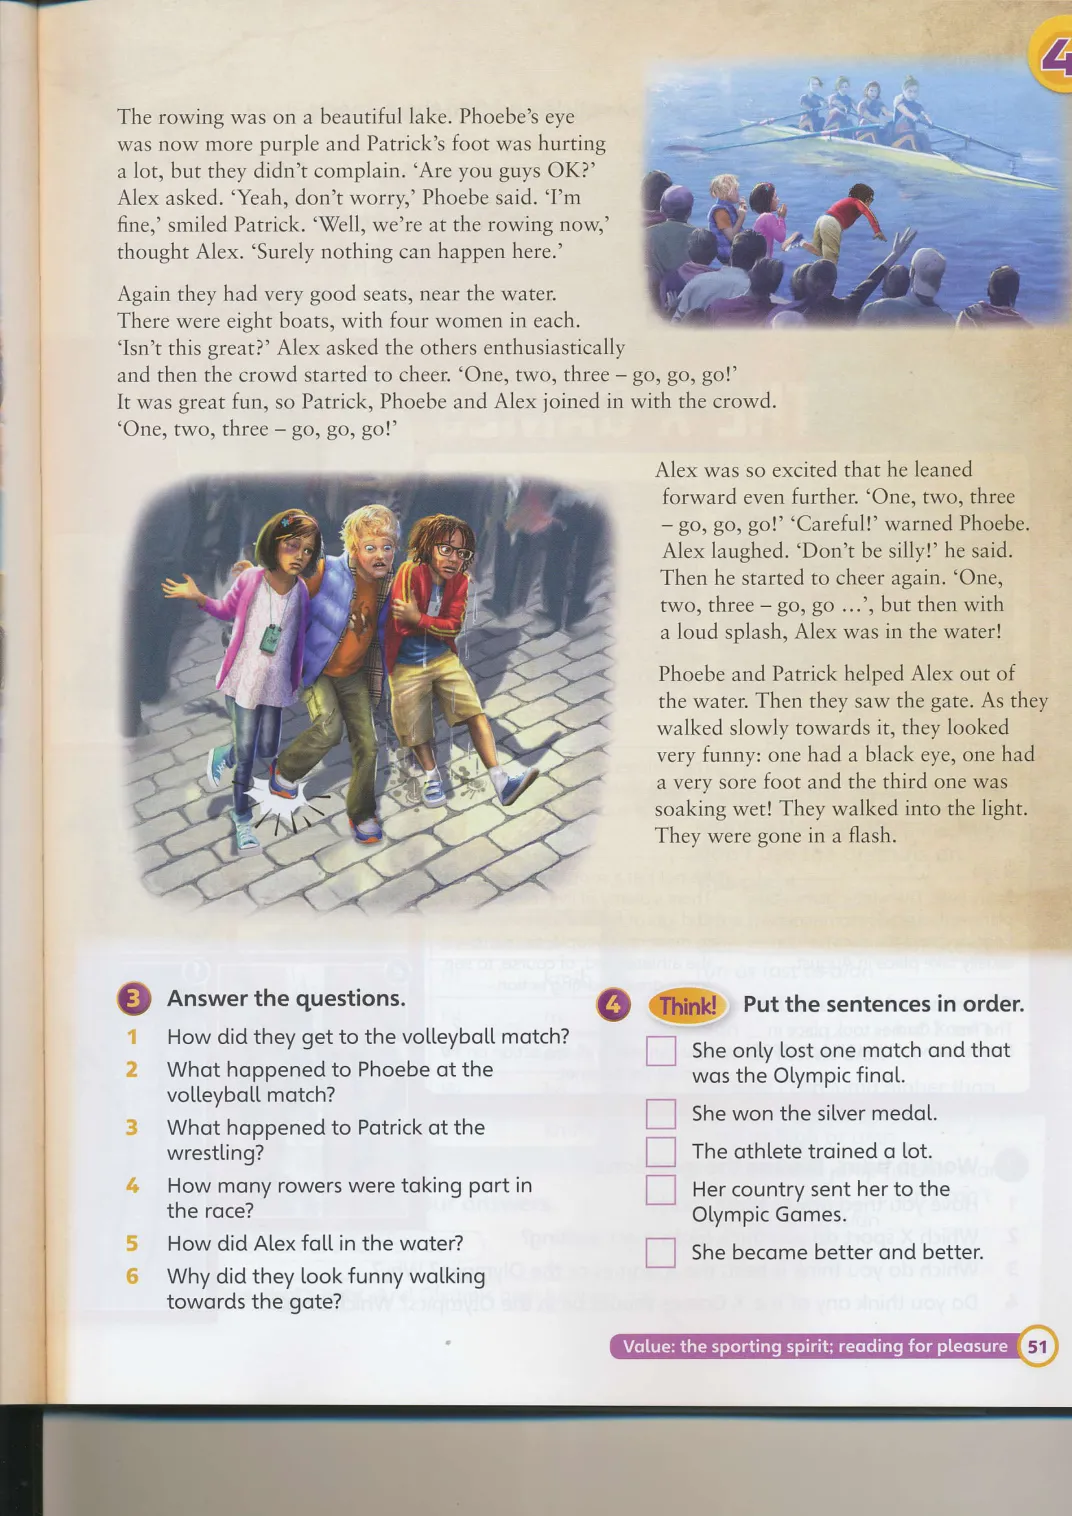 4
The rowing was on a beautiful lake. Phoebe's eye
was now more purple and Patrick's foot was hurting
a lot, but they didn't complain. 'Are you guys OK?'
Alex asked. 'Yeah, don't worry,' Phoebe said. 'I'm
fine,' smiled Patrick. 'Well, we're at the rowing now,'
thought Alex. 'Surely nothing can happen here.'
Again they had very good seats, near the water.
There were eight boats, with four women in each.
'Isn't this great?' Alex asked the others enthusiastically
and then the crowd started to cheer. 'One, two, three – go, go, go!'
It was great fun, so Patrick, Phoebe and Alex joined in with the crowd.
'One, two, three – go, go, go!'
Alex was so excited that he leaned
forward even further. 'One, two, three
– go, go, go!' 'Careful!' warned Phoebe.
Alex laughed. 'Don't be silly!' he said.
Then he started to cheer again. 'One,
two, three – go, go ...', but then with
a loud splash, Alex was in the water!
Phoebe and Patrick helped Alex out of
the water. Then they saw the gate. As they
walked slowly towards it, they looked
very funny: one had a black eye, one had
a very sore foot and the third one was
soaking wet! They walked into the light.
They were gone in a flash.
3 Answer the questions.
1 How did they get to the volleyball match?
2 What happened to Phoebe at the
volleyball match?
3 What happened to Patrick at the
wrestling?
4 How many rowers were taking part in
the race?
5 How did Alex fall in the water?
6 Why did they look funny walking
towards the gate?
4 Think! Put the sentences in order.
She only lost one match and that
was the Olympic final.
She won the silver medal.
The athlete trained a lot.
Her country sent her to the
Olympic Games.
She became better and better.
Value: the sporting spirit; reading for pleasure 51